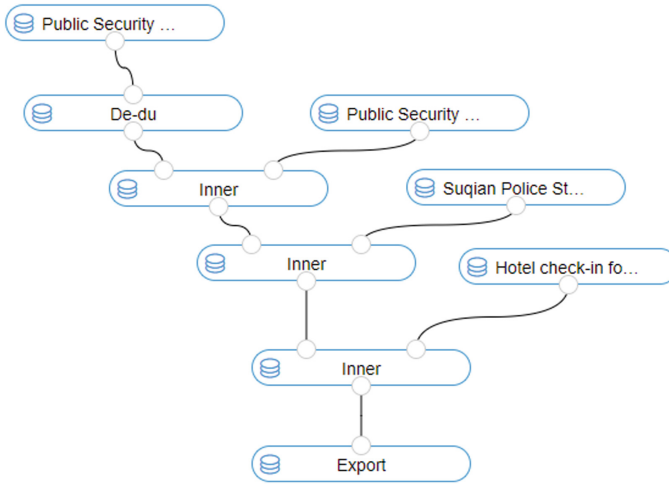 Public Security ...
De-du
Public Security ...
Inner
Suqian Police St...
Inner
Hotel check-in fo...
Inner
Export